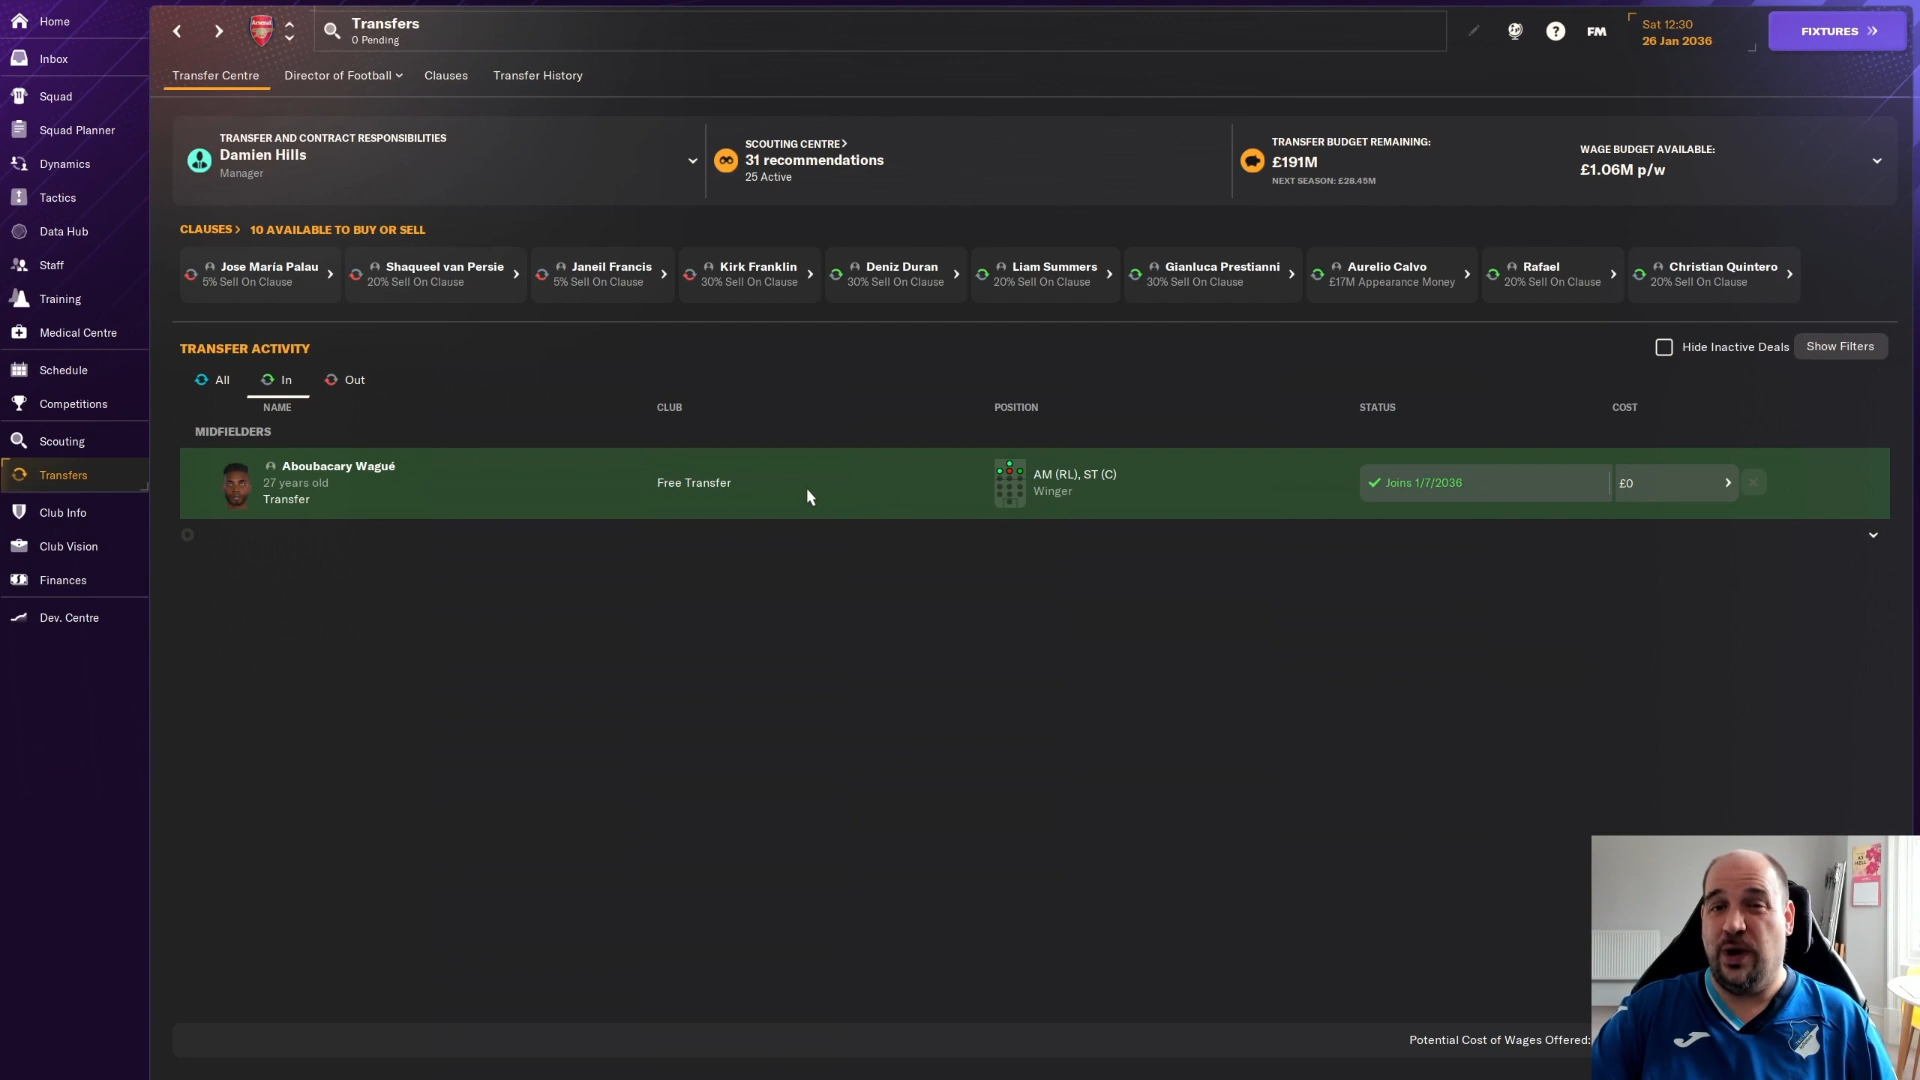 Home
Inbox
Squad
Squad Planner
Dynamics
Tactics
Data Hub
Staff
Training
Medical Centre
Schedule
Competitions
Scouting
Transfers
Club Info
Club Vision
Finances
Dev. Centre
Transfers
0 Pending
FM
Sat 12:30
26 Jan 2036
FIXTURES
Transfer Centre
Director of Football
Clauses
Transfer History
TRANSFER AND CONTRACT RESPONSIBILITIES
Damien Hills
Manager
SCOUTING CENTRE
31 recommendations
25 Active
TRANSFER BUDGET REMAINING:
£191M
NEXT SEASON: £28.45M
WAGE BUDGET AVAILABLE:
£1.06M p/w
CLAUSES 10 AVAILABLE TO BUY OR SELL
Jose María Palau
5% Sell On Clause
Shaqueel van Persie
20% Sell On Clause
Janeil Francis
5% Sell On Clause
Kirk Franklin
30% Sell On Clause
Deniz Duran
30% Sell On Clause
Liam Summers
20% Sell On Clause
Gianluca Prestianni
30% Sell On Clause
Aurelio Calvo
£17M Appearance Money
Rafael
20% Sell On Clause
Christian Quintero
20% Sell On Clause
TRANSFER ACTIVITY
Hide Inactive Deals
Show Filters
All
In
Out
NAME CLUB POSITION STATUS COST
MIDFIELDERS
Aboubacary Wagué
27 years old
Transfer
Free Transfer
AM (RL), ST (C)
Winger
Joins 1/7/2036
£0
Potential Cost of Wages Offered: